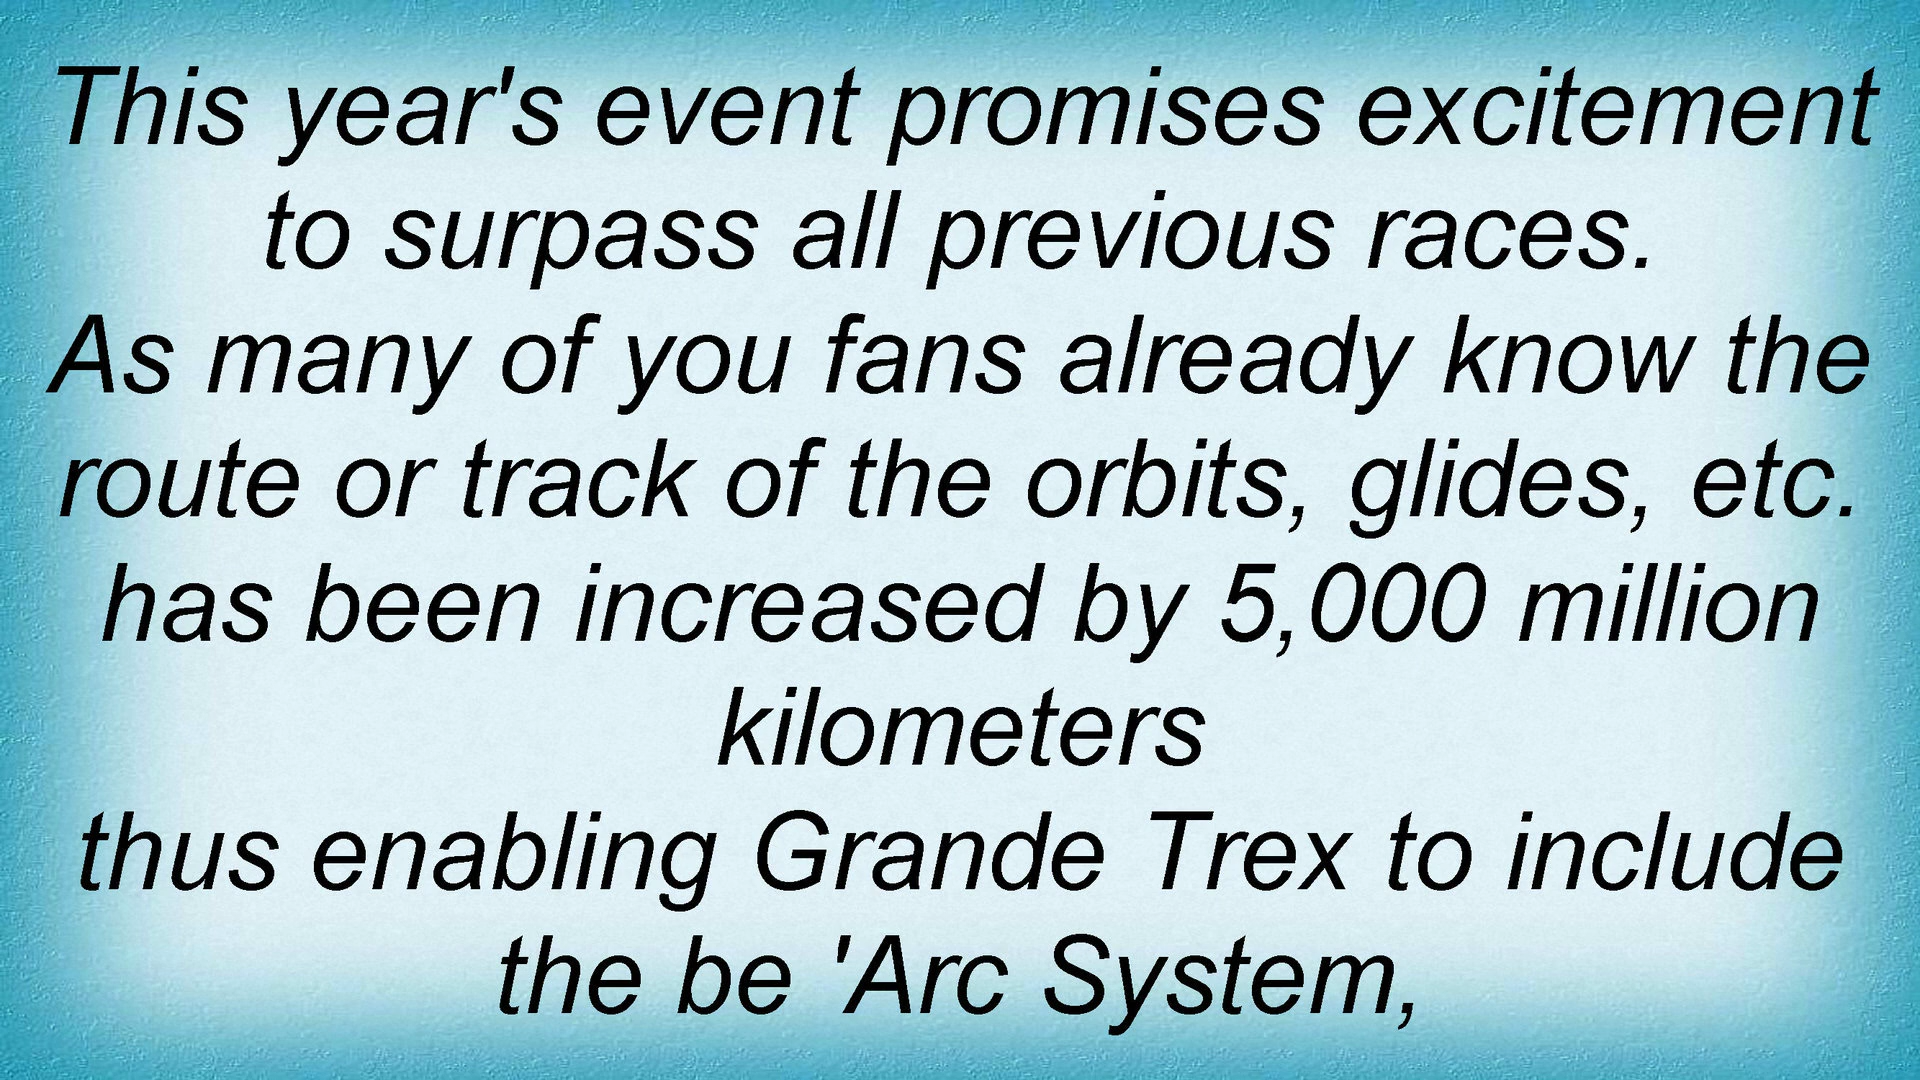 This year's event promises excitement
to surpass all previous races.
As many of you fans already know the
route or track of the orbits, glides, etc.
has been increased by 5,000 million
kilometers
thus enabling Grande Trex to include
the be 'Arc System,